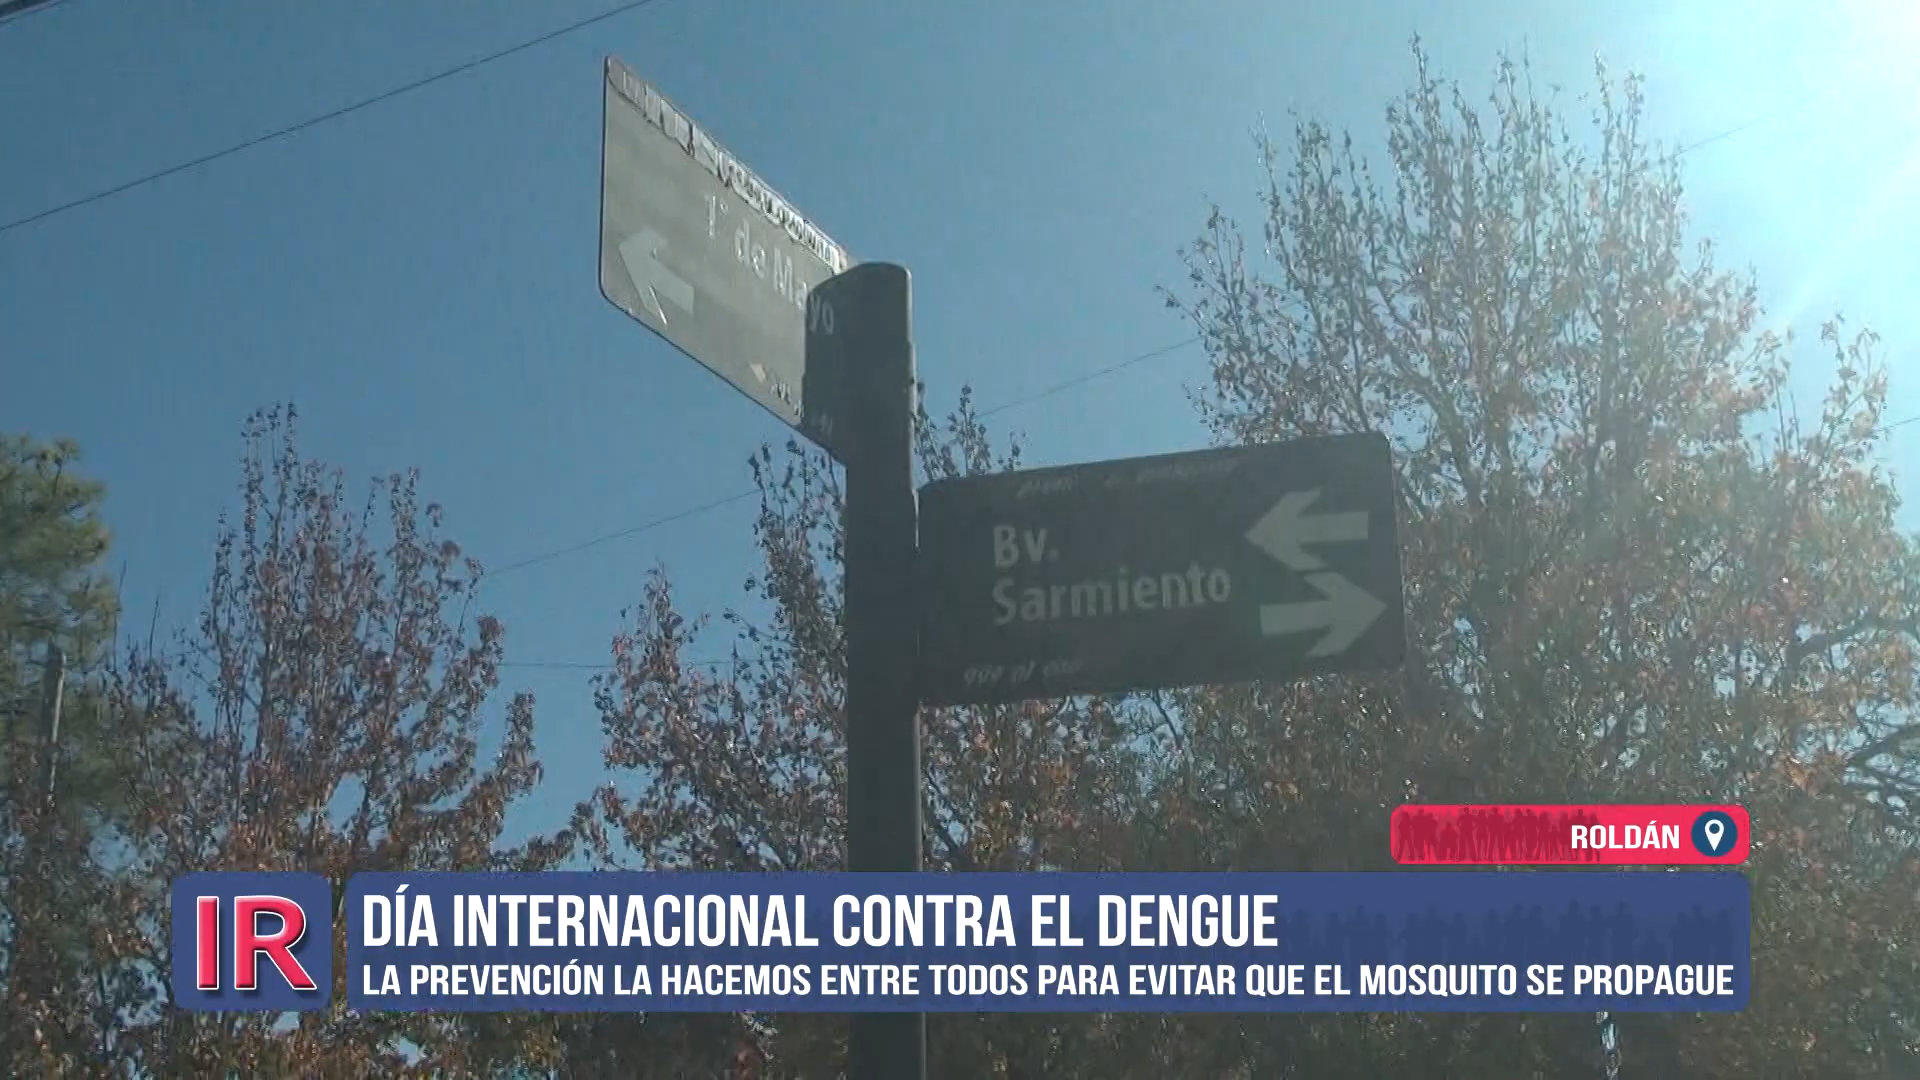 1° de Mayo
Bv.
Sarmiento
ROLDÁN
IR
DÍA INTERNACIONAL CONTRA EL DENGUE
LA PREVENCIÓN LA HACEMOS ENTRE TODOS PARA EVITAR QUE EL MOSQUITO SE PROPAGUE